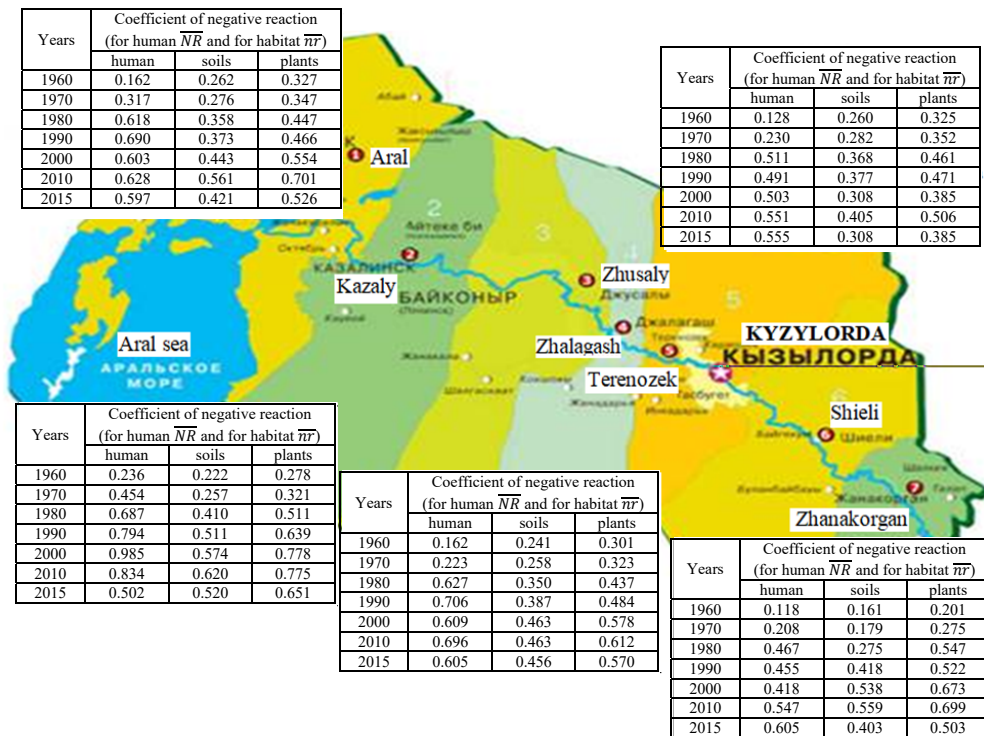 Years Coefficient of negative reaction
(for human NR and for habitat nr)
human soils plants
1960 0.162 0.262 0.327
1970 0.317 0.276 0.347
1980 0.618 0.358 0.447
1990 0.690 0.373 0.466
2000 0.603 0.443 0.554
2010 0.628 0.561 0.701
2015 0.597 0.421 0.526
Years Coefficient of negative reaction
(for human NR and for habitat nr)
human soils plants
1960 0.128 0.260 0.325
1970 0.230 0.282 0.352
1980 0.511 0.368 0.461
1990 0.491 0.377 0.471
2000 0.503 0.308 0.385
2010 0.551 0.405 0.506
2015 0.555 0.308 0.385
1 Aral
2
Айтеке би
Октябрь
КАЗАЛИНСК
2
Kazaly
БАЙКОНЫР
3
3 Zhusaly
Джусалы
4
4 Джалагаш
Zhalagash
5
5
Terenozek
KYZYLORDA
КЫЗЫЛОРДА
Aral sea
АРАЛЬСКОЕ
МОРЕ
6
Shieli
6 Шиели
7
Жанакорган
Zhanakorgan
Years Coefficient of negative reaction
(for human NR and for habitat nr)
human soils plants
1960 0.236 0.222 0.278
1970 0.454 0.257 0.321
1980 0.687 0.410 0.511
1990 0.794 0.511 0.639
2000 0.985 0.574 0.778
2010 0.834 0.620 0.775
2015 0.502 0.520 0.651
Years Coefficient of negative reaction
(for human NR and for habitat nr)
human soils plants
1960 0.162 0.241 0.301
1970 0.223 0.258 0.323
1980 0.627 0.350 0.437
1990 0.706 0.387 0.484
2000 0.609 0.463 0.578
2010 0.696 0.463 0.612
2015 0.605 0.456 0.570
Years Coefficient of negative reaction
(for human NR and for habitat nr)
human soils plants
1960 0.118 0.161 0.201
1970 0.208 0.179 0.275
1980 0.467 0.275 0.547
1990 0.455 0.418 0.522
2000 0.418 0.538 0.673
2010 0.547 0.559 0.699
2015 0.605 0.403 0.503